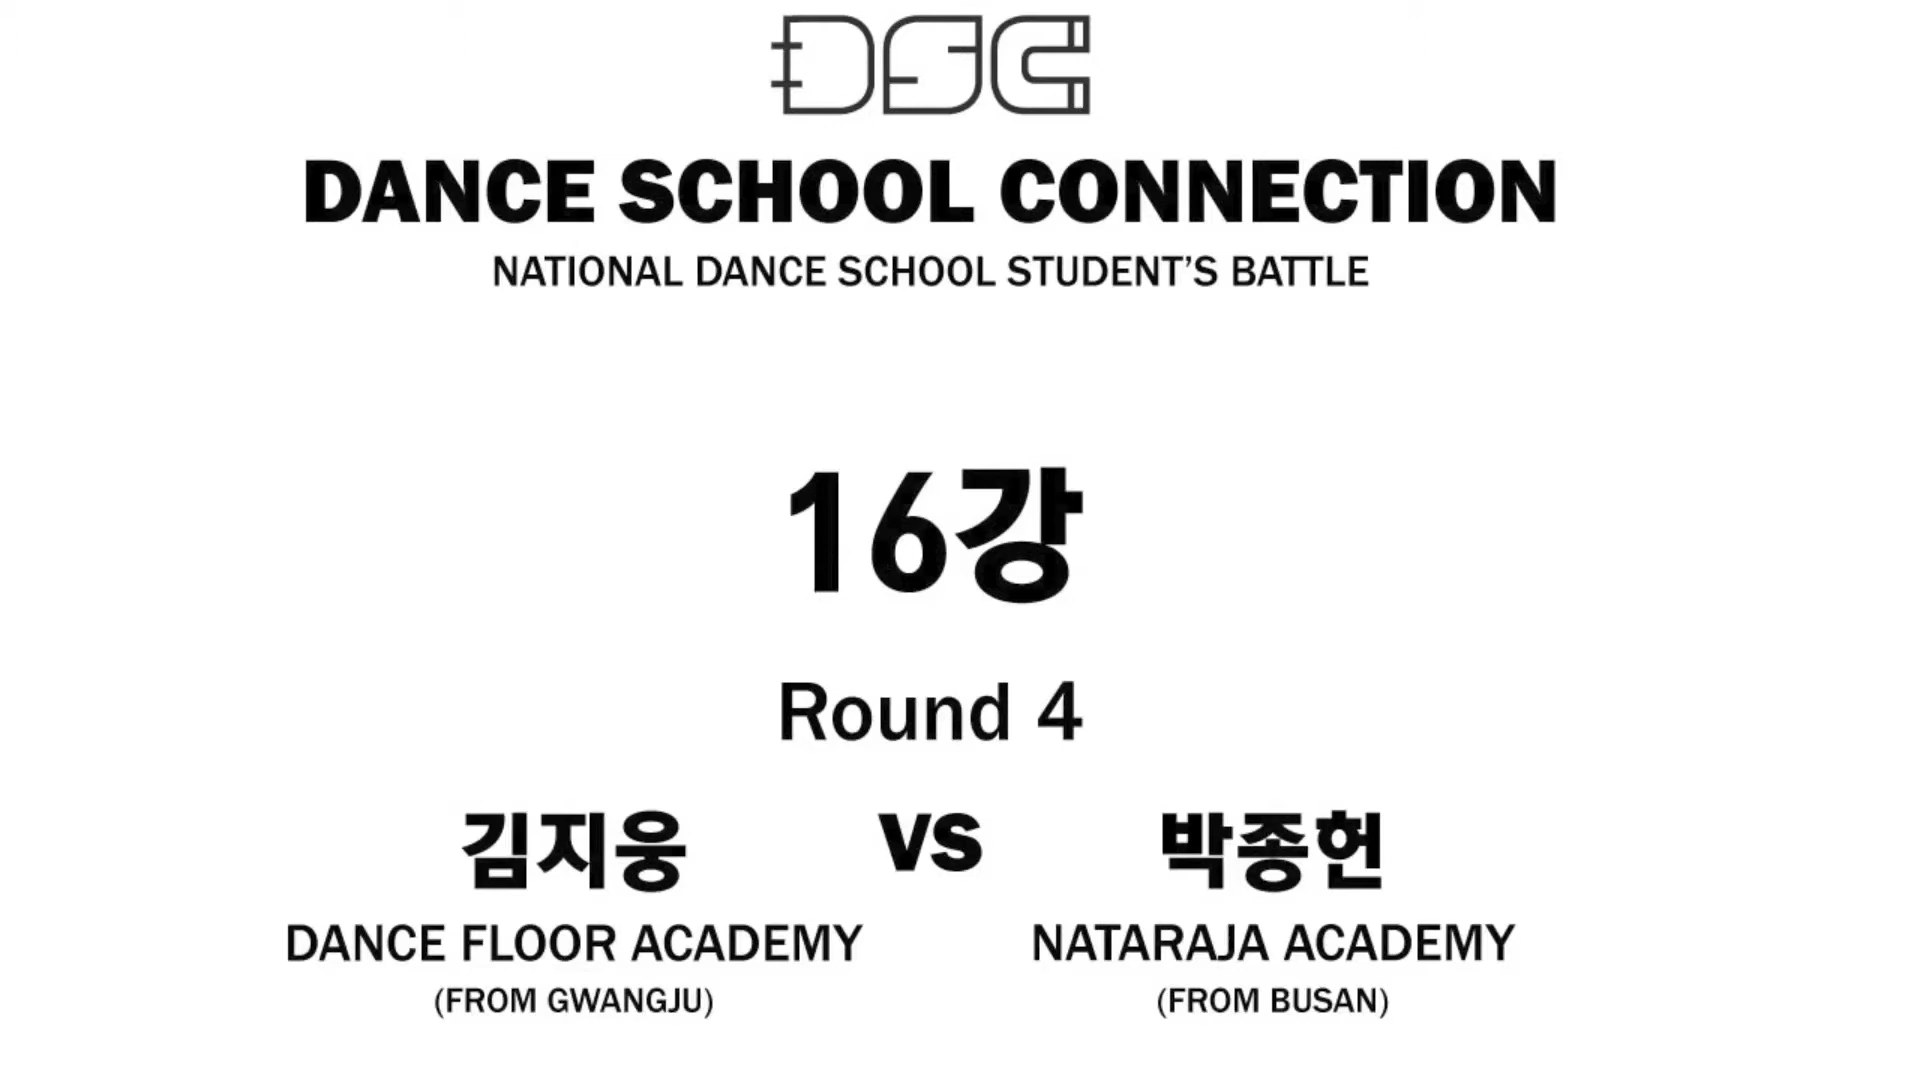 DSC
DANCE SCHOOL CONNECTION
NATIONAL DANCE SCHOOL STUDENT’S BATTLE
16강
Round 4
김지웅 VS 박종헌
DANCE FLOOR ACADEMY NATARAJA ACADEMY
(FROM GWANGJU) (FROM BUSAN)